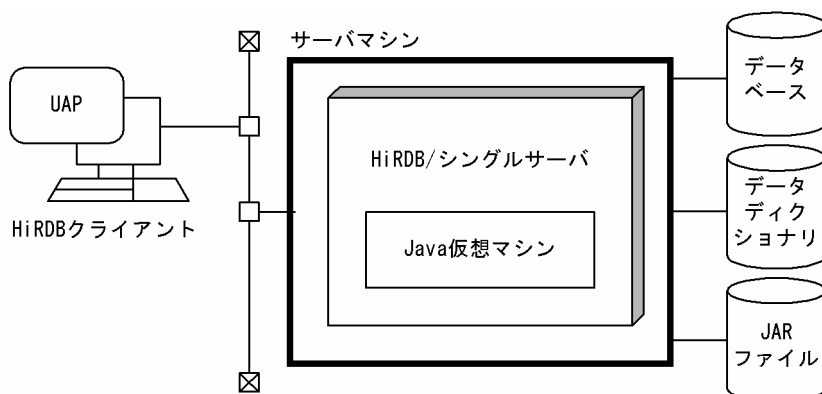 サーバマシン
UAP
HiRDBクライアント
HiRDB/シングルサーバ
Java仮想マシン
データ
ベース
データ
ディク
ショナリ
JAR
ファイル